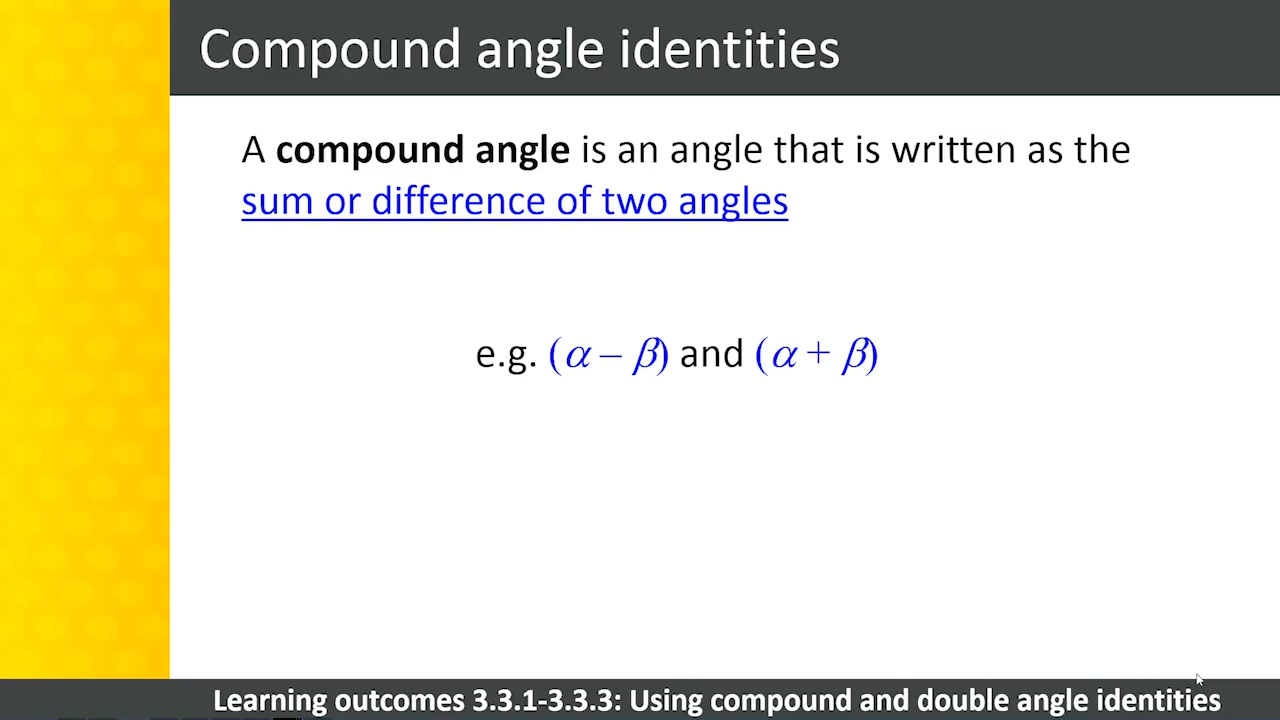 Compound angle identities
A compound angle is an angle that is written as the
sum or difference of two angles
e.g. (α – β) and (α + β)
Learning outcomes 3.3.1-3.3.3: Using compound and double angle identities